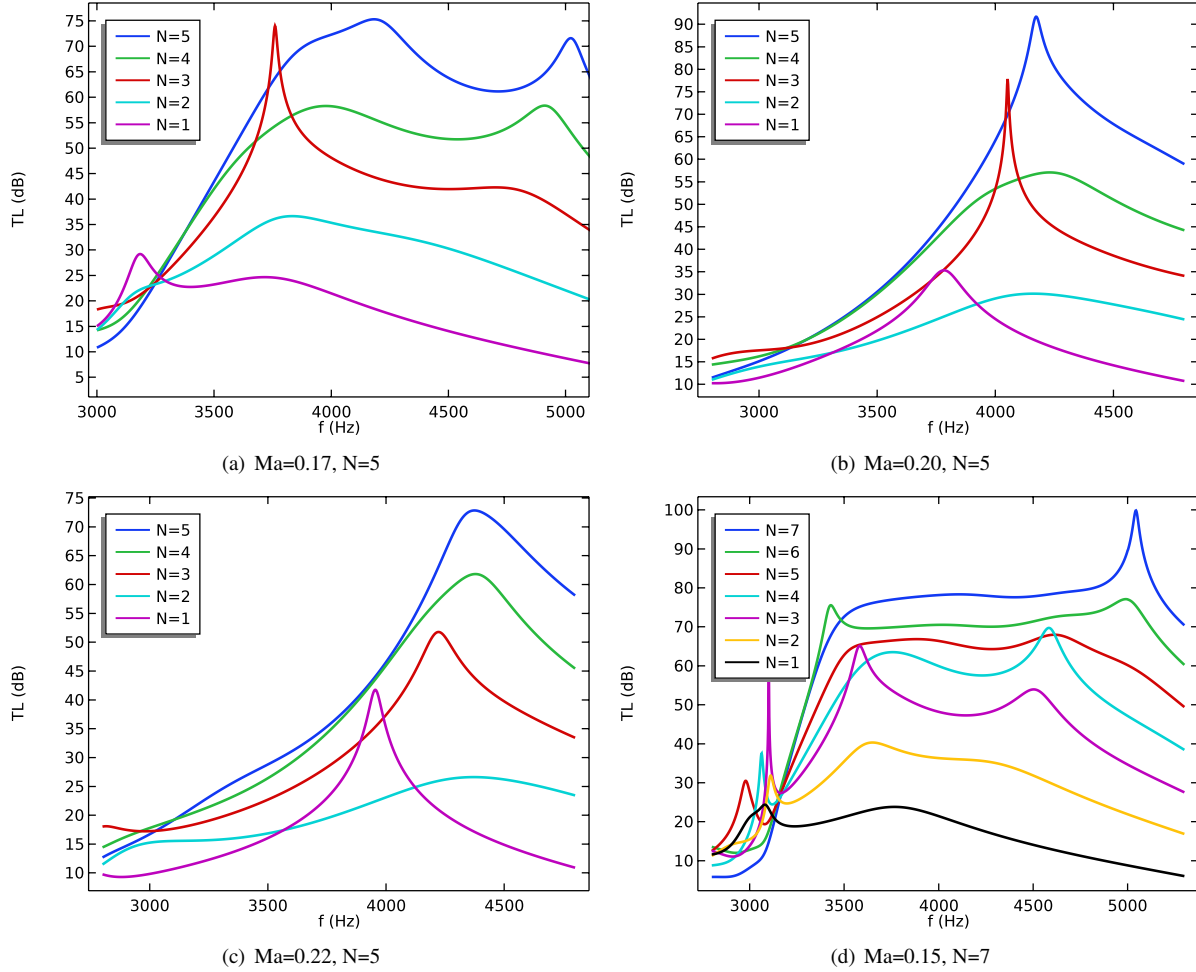 75
70
65
60
55
50
45
40
35
30
25
20
15
10
5
TL (dB)
N=5
N=4
N=3
N=2
N=1
3000 3500 4000 4500 5000
f (Hz)
(a) Ma=0.17, N=5
90
85
80
75
70
65
60
55
50
45
40
35
30
25
20
15
10
TL (dB)
N=5
N=4
N=3
N=2
N=1
3000 3500 4000 4500
f (Hz)
(b) Ma=0.20, N=5
75
70
65
60
55
50
45
40
35
30
25
20
15
10
TL (dB)
N=5
N=4
N=3
N=2
N=1
3000 3500 4000 4500
f (Hz)
(c) Ma=0.22, N=5
100
90
80
70
60
50
40
30
20
10
TL (dB)
N=7
N=6
N=5
N=4
N=3
N=2
N=1
3000 3500 4000 4500 5000
f (Hz)
(d) Ma=0.15, N=7